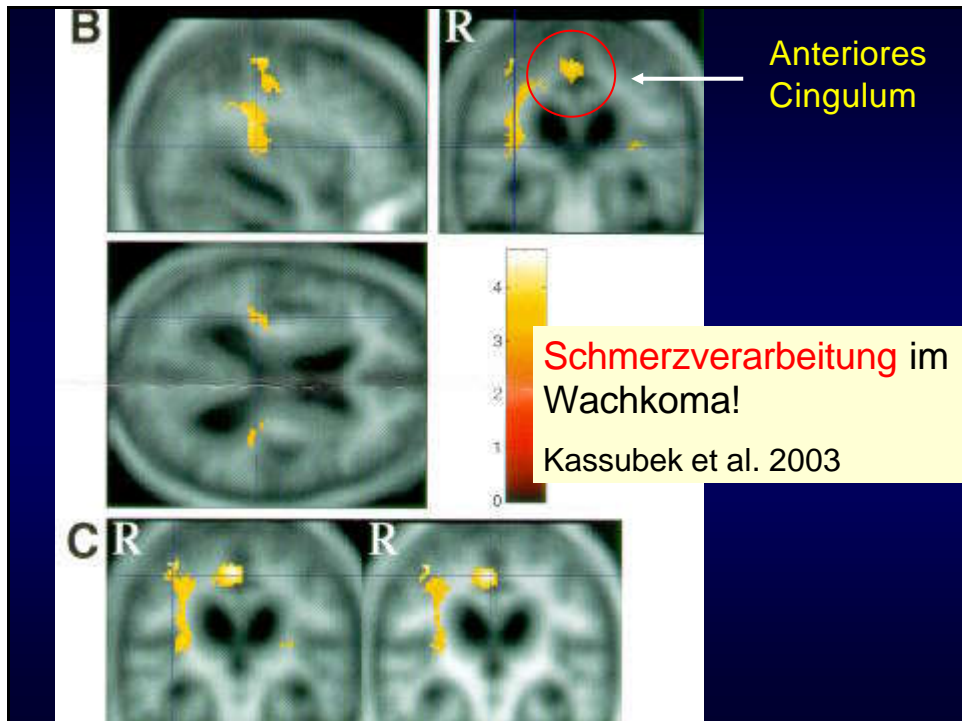 B
R
Anteriores
Cingulum
4
3
2
1
0
Schmerzverarbeitung im
Wachkoma!
Kassubek et al. 2003
C
R
R